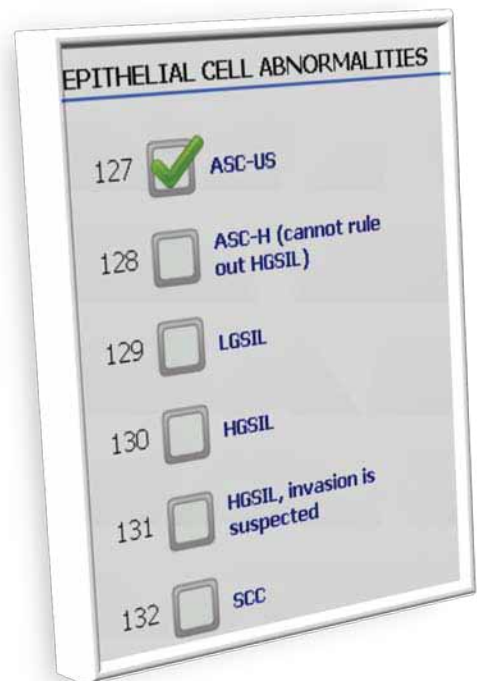 EPITHELIAL CELL ABNORMALITIES
127 ASC-US
128 ASC-H (cannot rule
out HGSIL)
129 LGSIL
130 HGSIL
131 HGSIL, invasion is
suspected
132 SCC